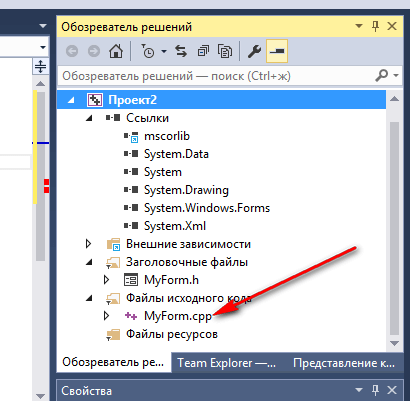 Обозреватель решений
Обозреватель решений — поиск (Ctrl+ж)
Проект2
Ссылки
mscorlib
System.Data
System
System.Drawing
System.Windows.Forms
System.Xml
Внешние зависимости
Заголовочные файлы
MyForm.h
Файлы исходного кода
MyForm.cpp
Файлы ресурсов
Обозреватель ре... Team Explorer —... Представление к...
Свойства